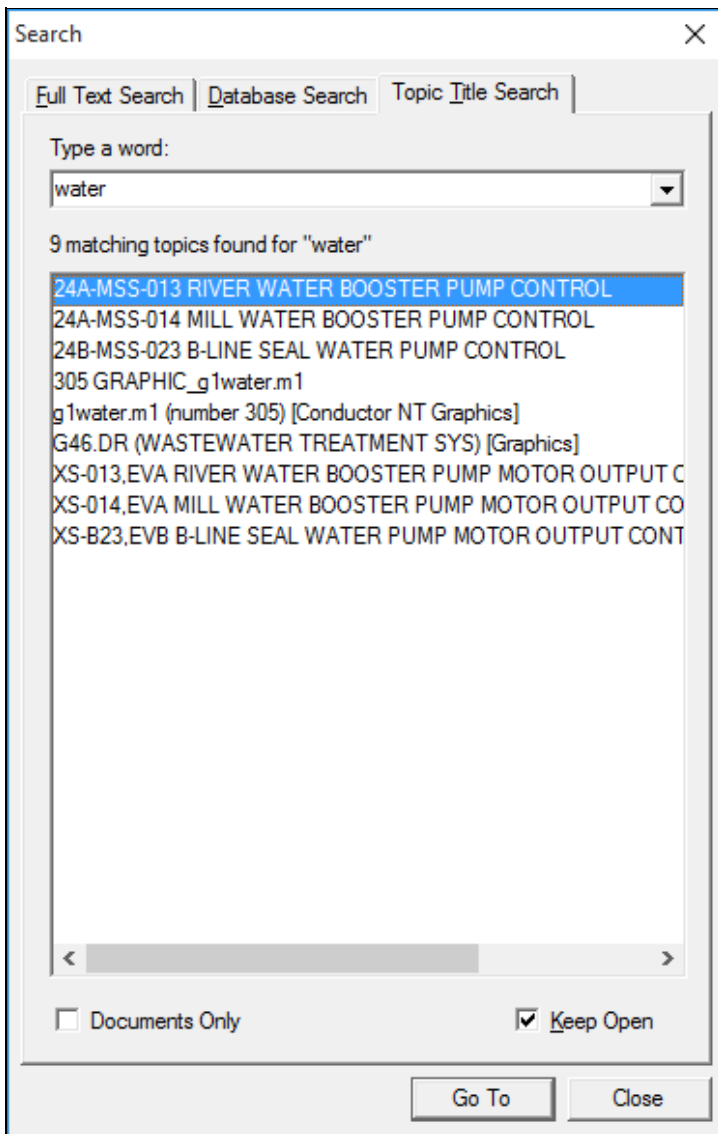 Search
Full Text Search Database Search Topic Title Search
Type a word:
water
9 matching topics found for "water"
24A-MSS-013 RIVER WATER BOOSTER PUMP CONTROL
24A-MSS-014 MILL WATER BOOSTER PUMP CONTROL
24B-MSS-023 B-LINE SEAL WATER PUMP CONTROL
305 GRAPHIC_g1water.m1
g1water.m1 (number 305) [Conductor NT Graphics]
G46.DR (WASTEWATER TREATMENT SYS) [Graphics]
XS-013,EVA RIVER WATER BOOSTER PUMP MOTOR OUTPUT C
XS-014,EVA MILL WATER BOOSTER PUMP MOTOR OUTPUT CO
XS-B23,EVB B-LINE SEAL WATER PUMP MOTOR OUTPUT CONT
Documents Only Keep Open
Go To Close